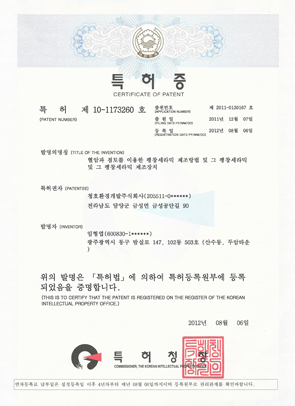 특허증
CERTIFICATE OF PATENT
특 허 제 10-1173260 호
(PATENT NUMBER)
출원번호 제 2011-0130167 호
(APPLICATION NUMBER)
출 원 일 2011년 12월 07일
(FILING DATE:YY/MM/DD)
등 록 일 2012년 08월 06일
(REGISTRATION DATE:YY/MM/DD)
발명의명칭 (TITLE OF THE INVENTION)
혈암과 점토를 이용한 팽창세라믹 제조방법 및 그 팽창세라믹
및 그 팽창세라믹 제조장치
특허권자 (PATENTEE)
청호환경개발주식회사(205511-0******)
전라남도 담양군 금성면 금성공단길 90
발명자 (INVENTOR)
임형엽(600830-1******)
광주광역시 동구 밤실로 147, 102동 503호 (산수동, 두암타운
)
위의 발명은 「특허법」에 의하여 특허등록원부에 등록
되었음을 증명합니다.
(THIS IS TO CERTIFY THAT THE PATENT IS REGISTERED ON THE REGISTER OF THE KOREAN
INTELLECTUAL PROPERTY OFFICE.)
2012년 08월 06일
특 허 청 장
COMMISSIONER, THE KOREAN INTELLECTUAL PROPERTY OFFICE
연차등록료 납부일은 설정등록일 이후 4년차부터 매년 08월 06일까지이며 등록원부로 권리관계를 확인바랍니다.